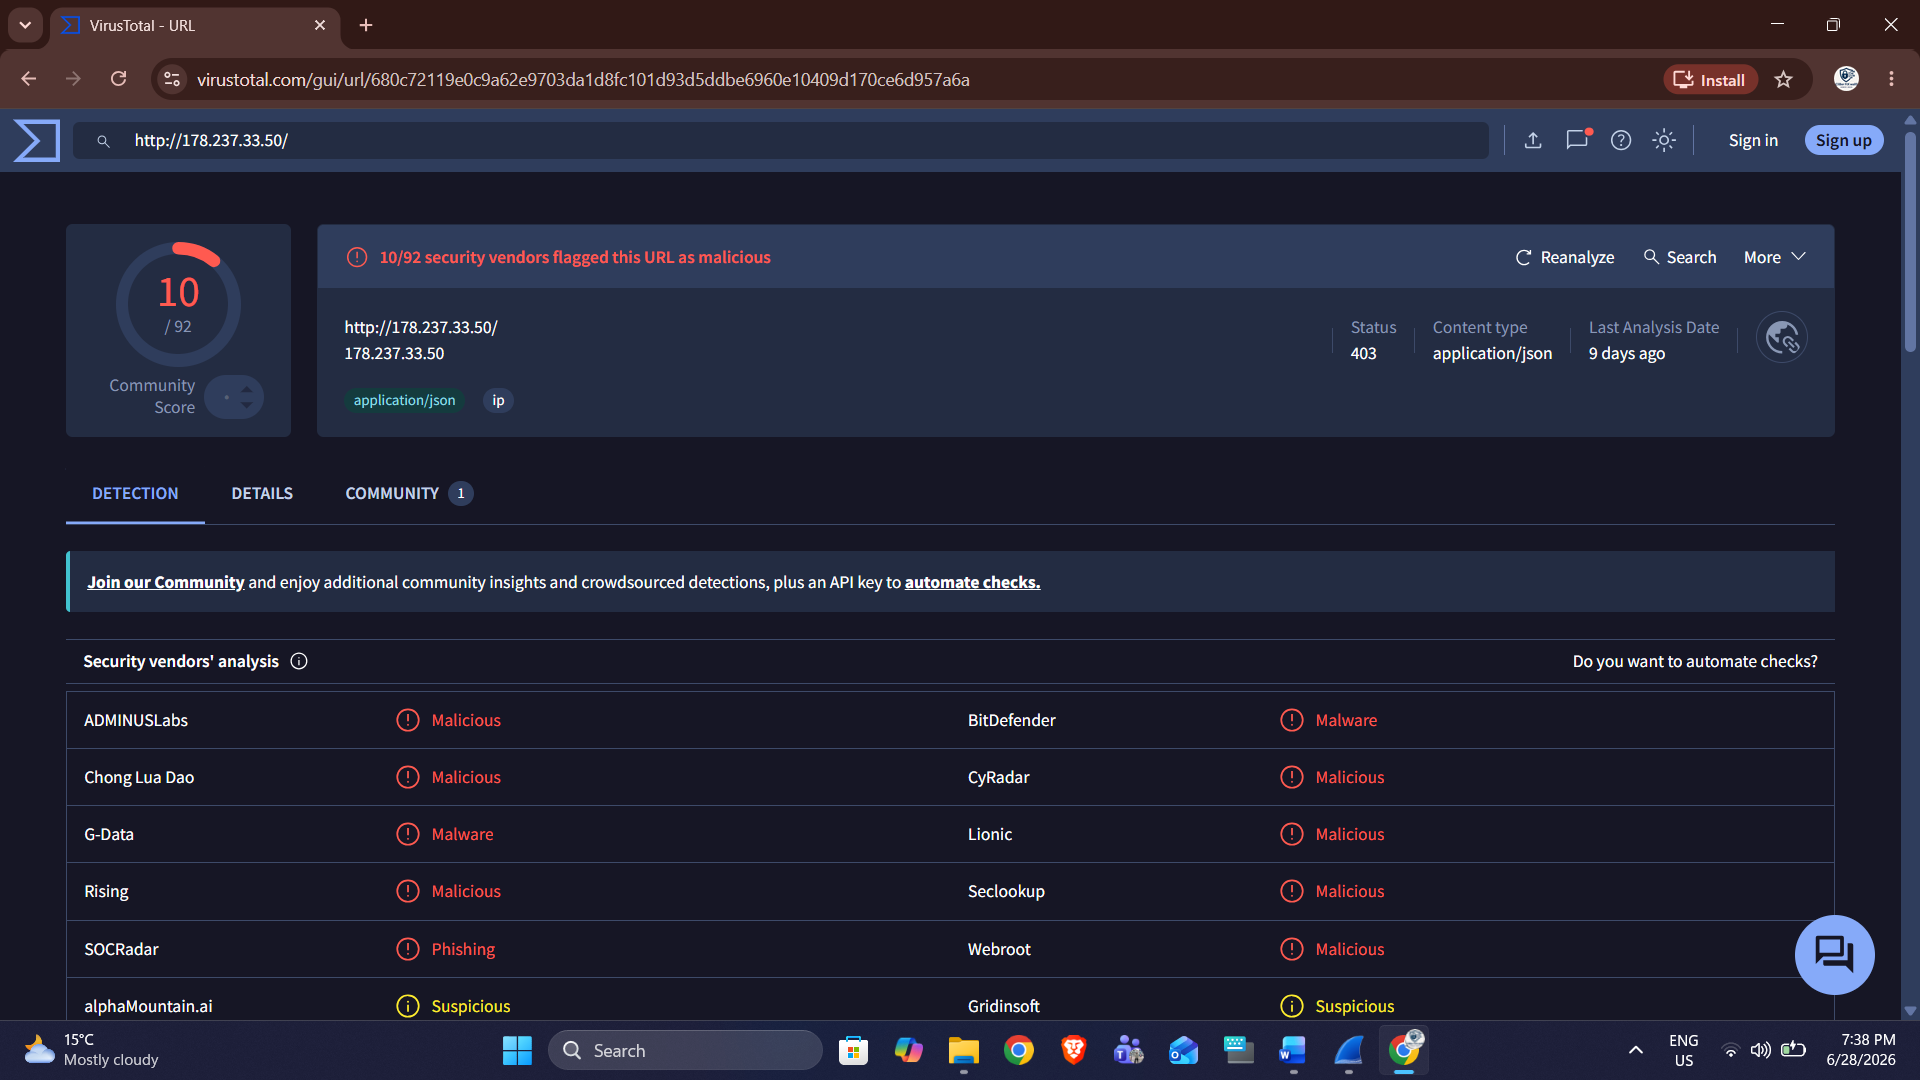 VirusTotal - URL
virustotal.com/gui/url/680c72119e0c9a62e9703da1d8fc101d93d5ddbe6960e10409d170ce6d957a6a
Install
http://178.237.33.50/
Sign in
Sign up
10
/ 92
Community
Score
10/92 security vendors flagged this URL as malicious
Reanalyze
Search
More
http://178.237.33.50/
178.237.33.50
application/json
ip
Status
403
Content type
application/json
Last Analysis Date
9 days ago
DETECTION
DETAILS
COMMUNITY 1
Join our Community and enjoy additional community insights and crowdsourced detections, plus an API key to automate checks.
Security vendors' analysis
Do you want to automate checks?
ADMINUSLabs Malicious BitDefender Malware
Chong Lua Dao Malicious CyRadar Malicious
G-Data Malware Lionic Malicious
Rising Malicious Seclookup Malicious
SOCRadar Phishing Webroot Malicious
alphaMountain.ai Suspicious Gridinsoft Suspicious
15°C
Mostly cloudy
Search
ENG
US
7:38 PM
6/28/2026